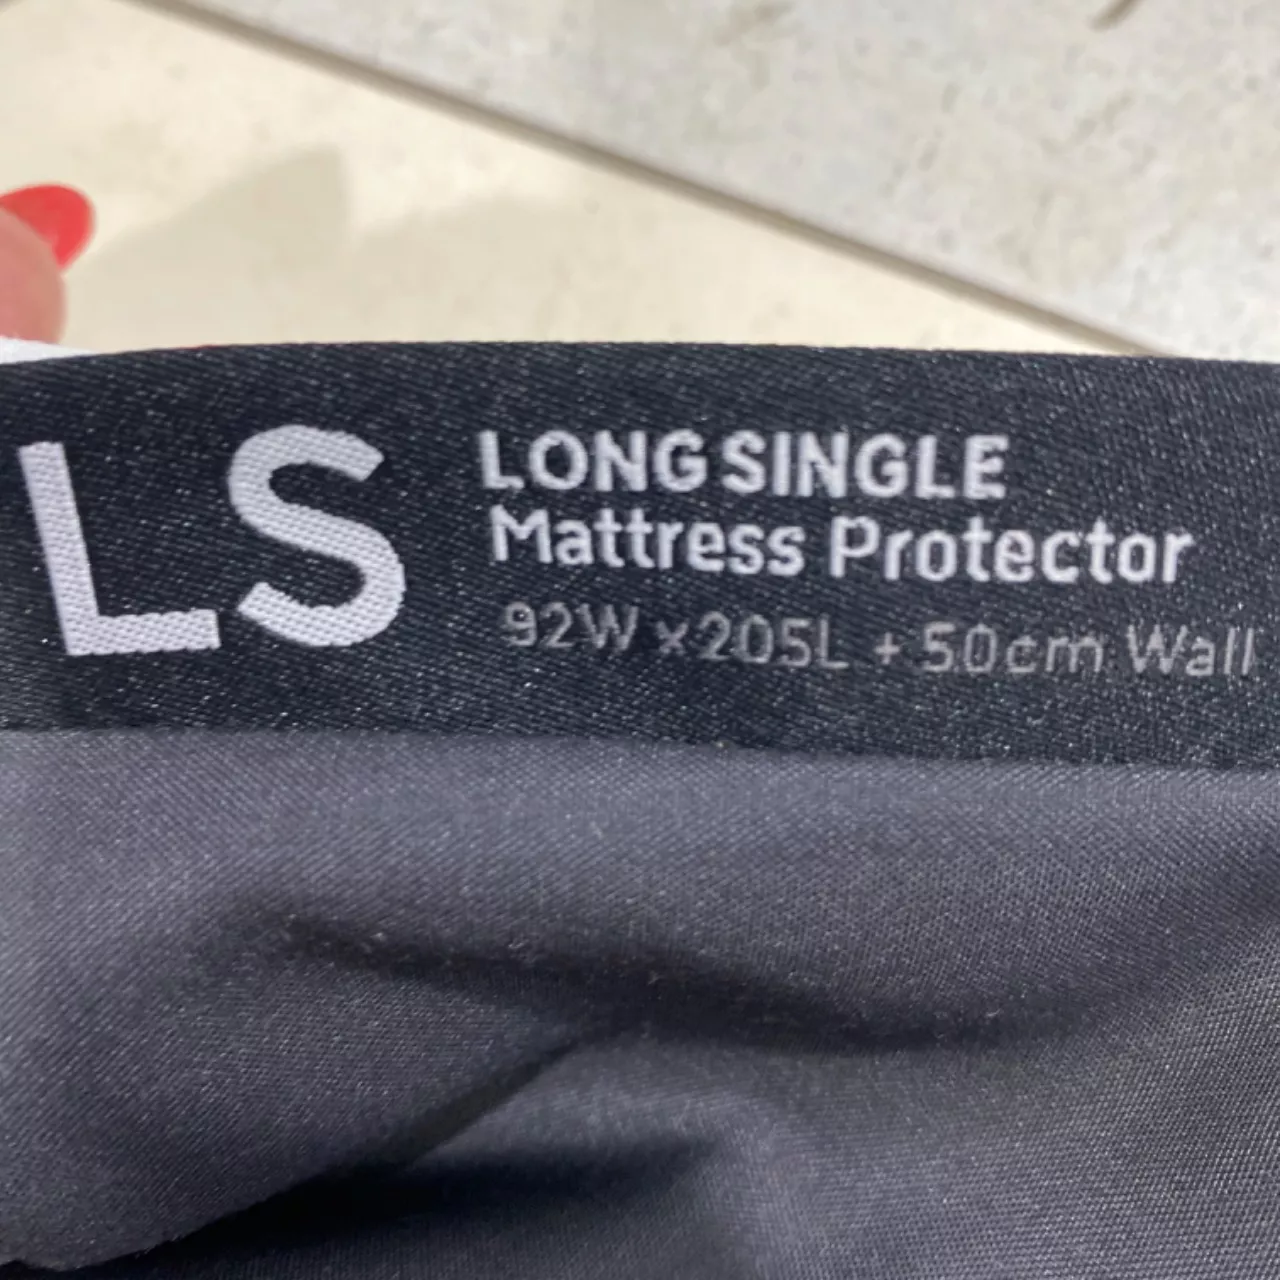 LS
LONG SINGLE
Mattress Protector
92W x 205L + 50cm Wall